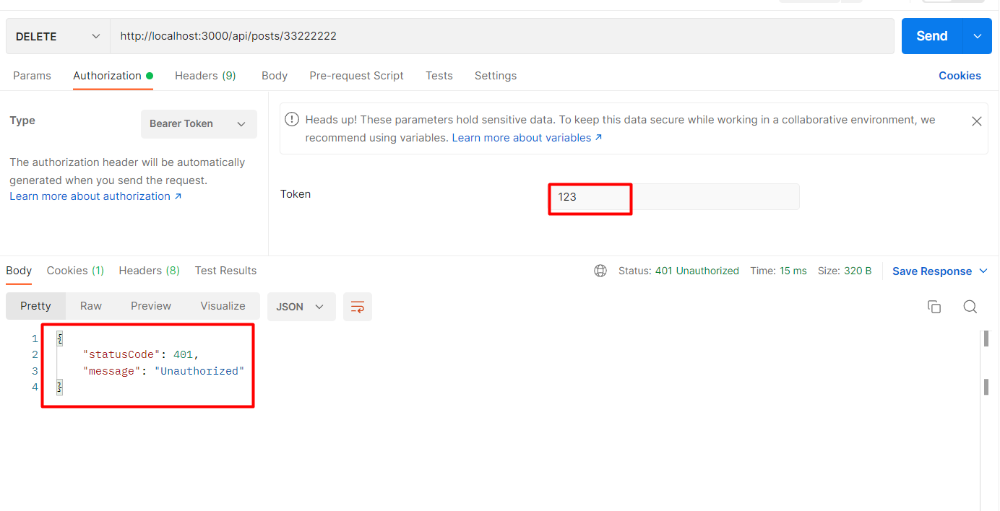 DELETE http://localhost:3000/api/posts/33222222 Send
Params Authorization Headers (9) Body Pre-request Script Tests Settings Cookies
Type Bearer Token
The authorization header will be automatically
generated when you send the request.
Learn more about authorization ↗
Heads up! These parameters hold sensitive data. To keep this data secure while working in a collaborative environment, we
recommend using variables. Learn more about variables ↗
Token 123
Body Cookies (1) Headers (8) Test Results Status: 401 Unauthorized Time: 15 ms Size: 320 B Save Response
Pretty Raw Preview Visualize JSON
1 {
2 "statusCode": 401,
3 "message": "Unauthorized"
4 }